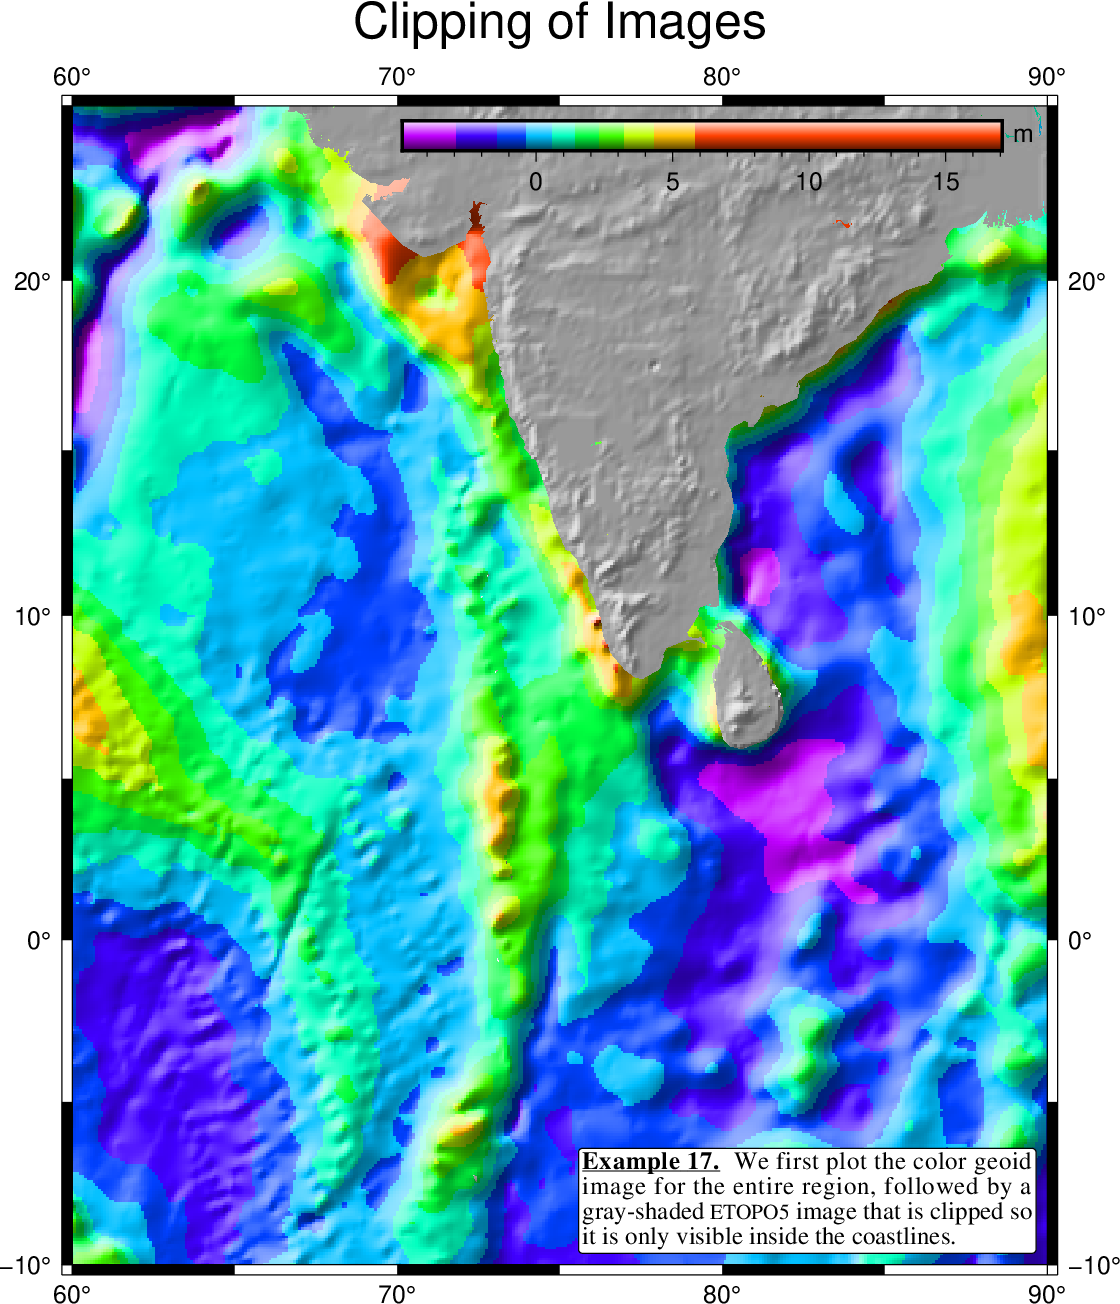 Clipping of Images
60° 70° 80° 90°
m
0 5 10 15
20° 20°
10° 10°
0° 0°
Example 17. We first plot the color geoid
image for the entire region, followed by a
gray-shaded ETOPO5 image that is clipped so
it is only visible inside the coastlines.
−10° −10°
60° 70° 80° 90°